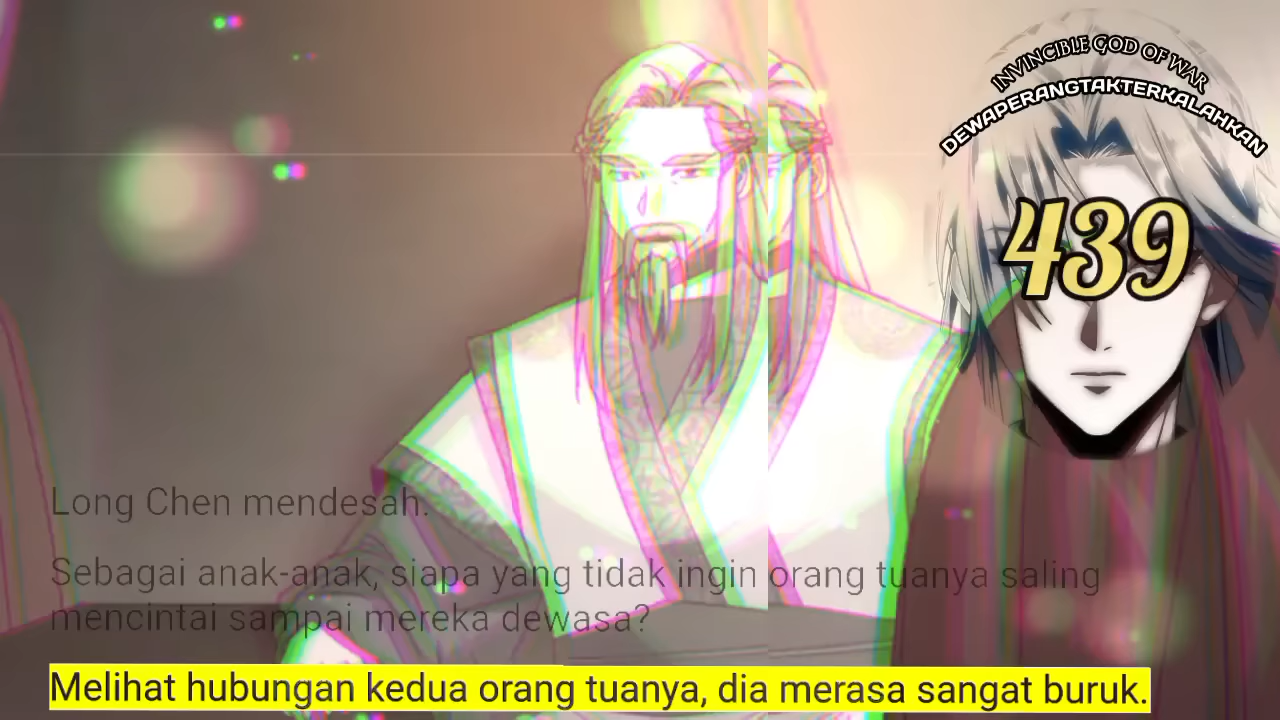 INVINCIBLE GOD OF WAR
DEWAPERANGTAKTERKALAHKAN
439
Long Chen mendesah.
Sebagai anak-anak, siapa yang tidak ingin orang tuanya saling
mencintai sampai mereka dewasa?
Melihat hubungan kedua orang tuanya, dia merasa sangat buruk.